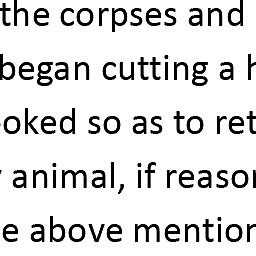 the corpses and
began cutting a
so as to
animal, if
above